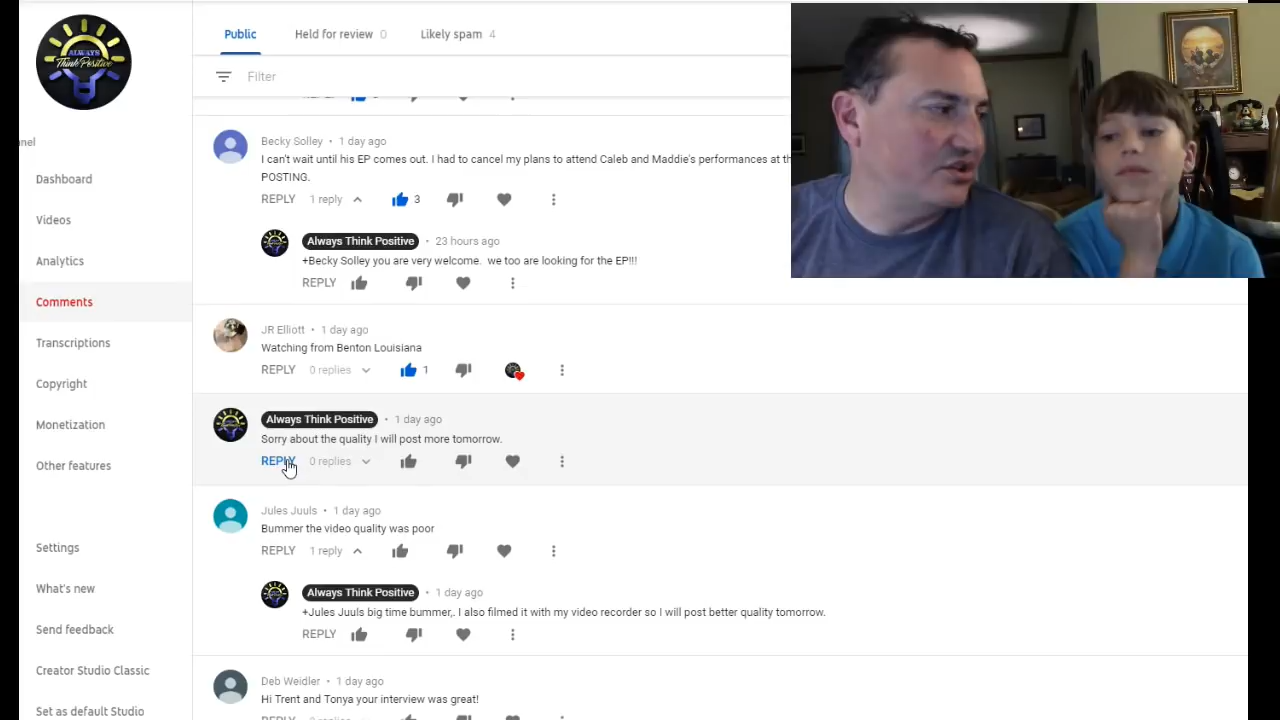 ALWAYS
Think Positive
Public
Held for review 0
Likely spam 4
Filter
nel
Dashboard
Videos
Analytics
Comments
Transcriptions
Copyright
Monetization
Other features
Settings
What's new
Send feedback
Creator Studio Classic
Set as default Studio
Becky Solley • 1 day ago
I can't wait until his EP comes out. I had to cancel my plans to attend Caleb and Maddie's performances at th
POSTING.
REPLY 1 reply 3
Always Think Positive • 23 hours ago
+Becky Solley you are very welcome. we too are looking for the EP!!!
REPLY
JR Elliott • 1 day ago
Watching from Benton Louisiana
REPLY 0 replies 1
Always Think Positive • 1 day ago
Sorry about the quality I will post more tomorrow.
REPLY 0 replies
Jules Juuls • 1 day ago
Bummer the video quality was poor
REPLY 1 reply
Always Think Positive • 1 day ago
+Jules Juuls big time bummer,. I also filmed it with my video recorder so I will post better quality tomorrow.
REPLY
Deb Weidler • 1 day ago
Hi Trent and Tonya your interview was great!